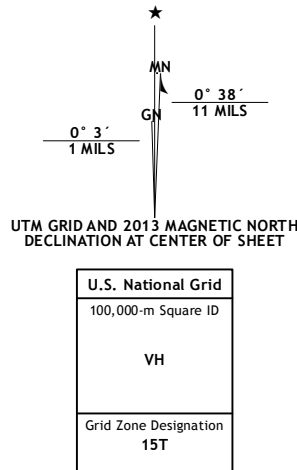 ★
MN
0° 38´
11 MILS
GN
0° 3´
1 MILS
UTM GRID AND 2013 MAGNETIC NORTH
DECLINATION AT CENTER OF SHEET
U.S. National Grid
100,000-m Square ID
VH
Grid Zone Designation
15T